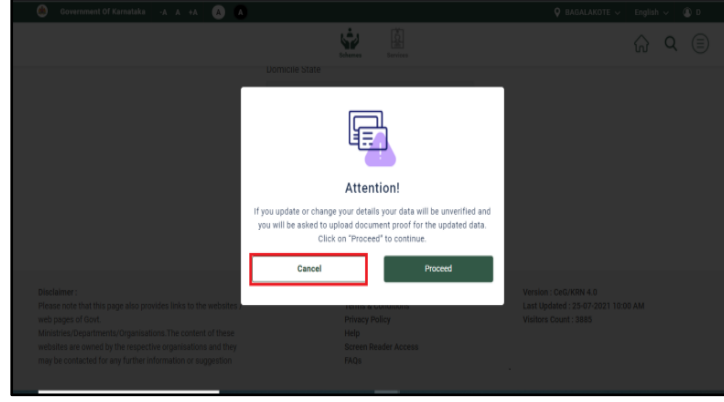 Government Of Karnataka -A A +A A A
BAGALAKOTE English D
Schemes Services
Domicile State
Attention!
If you update or change your details your data will be unverified and
you will be asked to upload document proof for the updated data.
Click on "Proceed" to continue.
Cancel Proceed
Disclaimer :
Please note that this page also provides links to the websites
web pages of Govt.
Ministries/Departments/Organisations.The content of these
websites are owned by the respective organisations and they
may be contacted for any further information or suggestion
Terms & Conditions
Privacy Policy
Help
Screen Reader Access
FAQs
Version : CeG/KRN 4.0
Last Updated : 25-07-2021 10:00 AM
Visitors Count : 3885